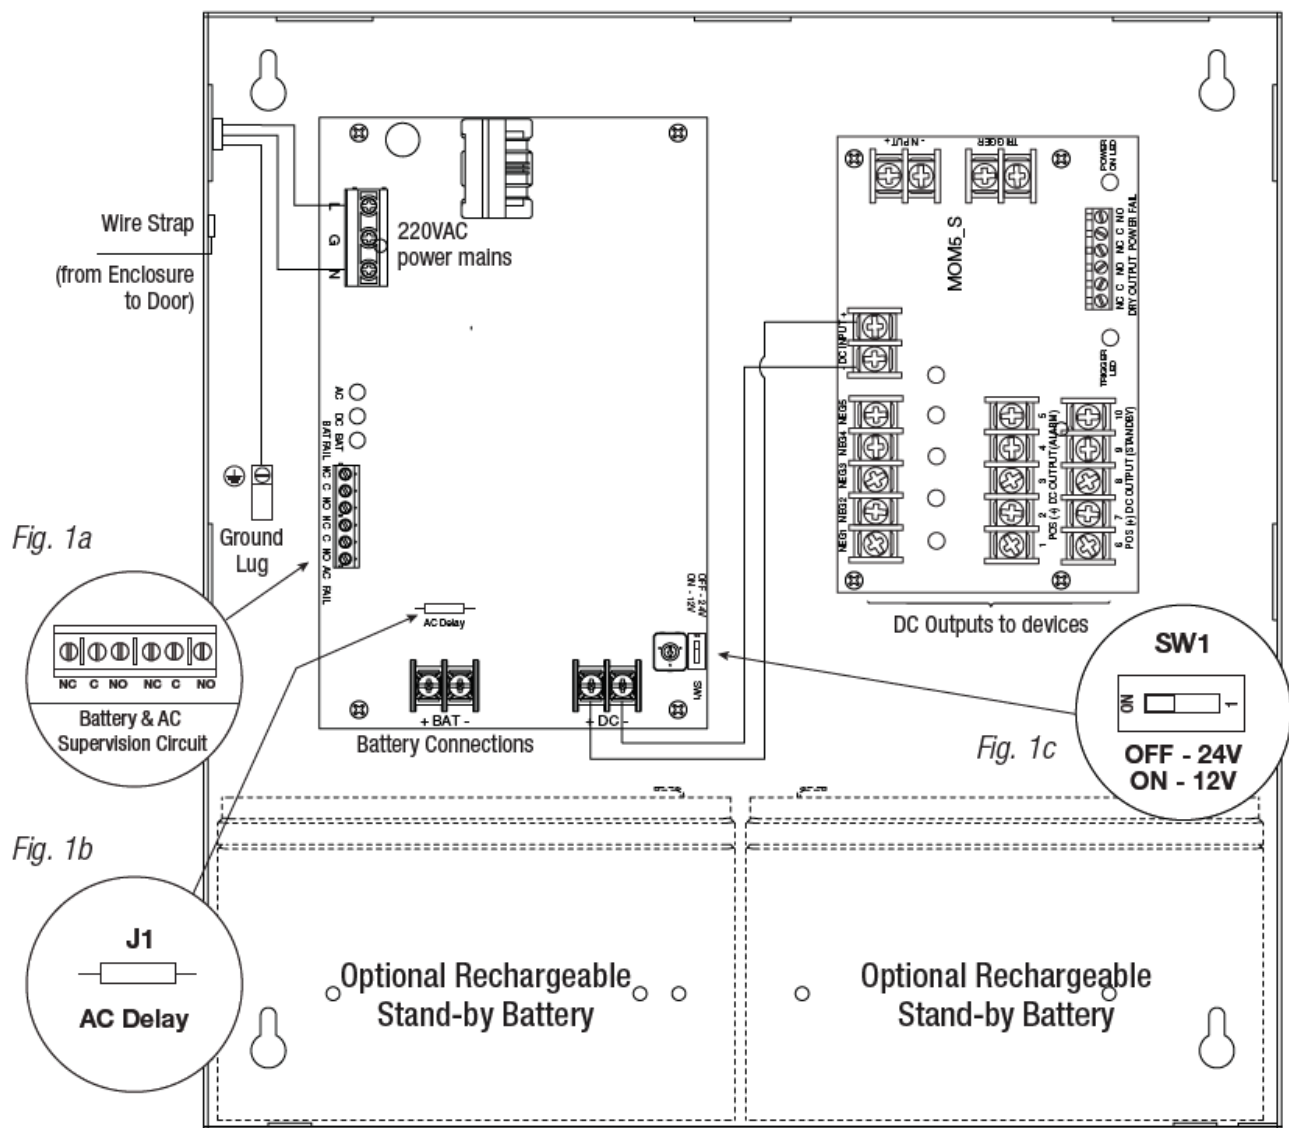 - NPUT+
TRIGGER
POWER
ON LED
L
G
N
220VAC
power mains
Wire Strap
(from Enclosure
to Door)
MOM5_S
NC C NO NC C NO
DRY OUTPUT POWER FAIL
- DC INPUT +
TRIGGER
LED
AC
DC
BAT
BAT FAIL
NC C NO NC C NO
AC FAIL
NEG1 NEG2 NEG3 NEG4 NEG5
1 2 3 4 5
POS (+) DC OUTPUT (ALARM)
6 7 8 9 10
POS (+) DC OUTPUT (STANDBY)
Ground
Lug
Fig. 1a
NC C NO NC C NO
Battery & AC
Supervision Circuit
AC Delay
OFF - 24V
ON - 12V
SW1
DC Outputs to devices
SW1
ON
1
OFF - 24V
ON - 12V
Fig. 1c
+ BAT -
+ DC -
Battery Connections
Fig. 1b
J1
AC Delay
Optional Rechargeable
Stand-by Battery
Optional Rechargeable
Stand-by Battery